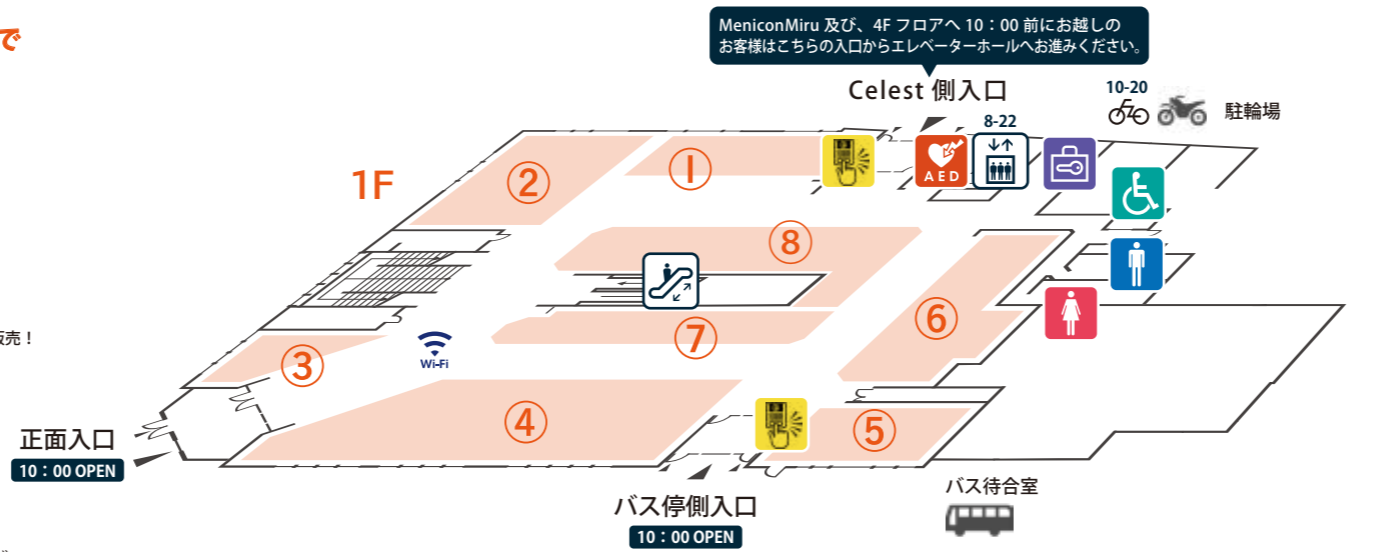 で
MeniconMiru 及び、4F フロアへ 10：00 前にお越しの
お客様はこちらの入口からエレベーターホールへお進みください。
Celest 側入口
10-20
駐輪場
8-22
AED
1F
①
②
⑧
⑥
⑦
売！
③
Wi-Fi
④
⑤
正面入口
10：00 OPEN
バス停側入口
10：00 OPEN
バス待合室